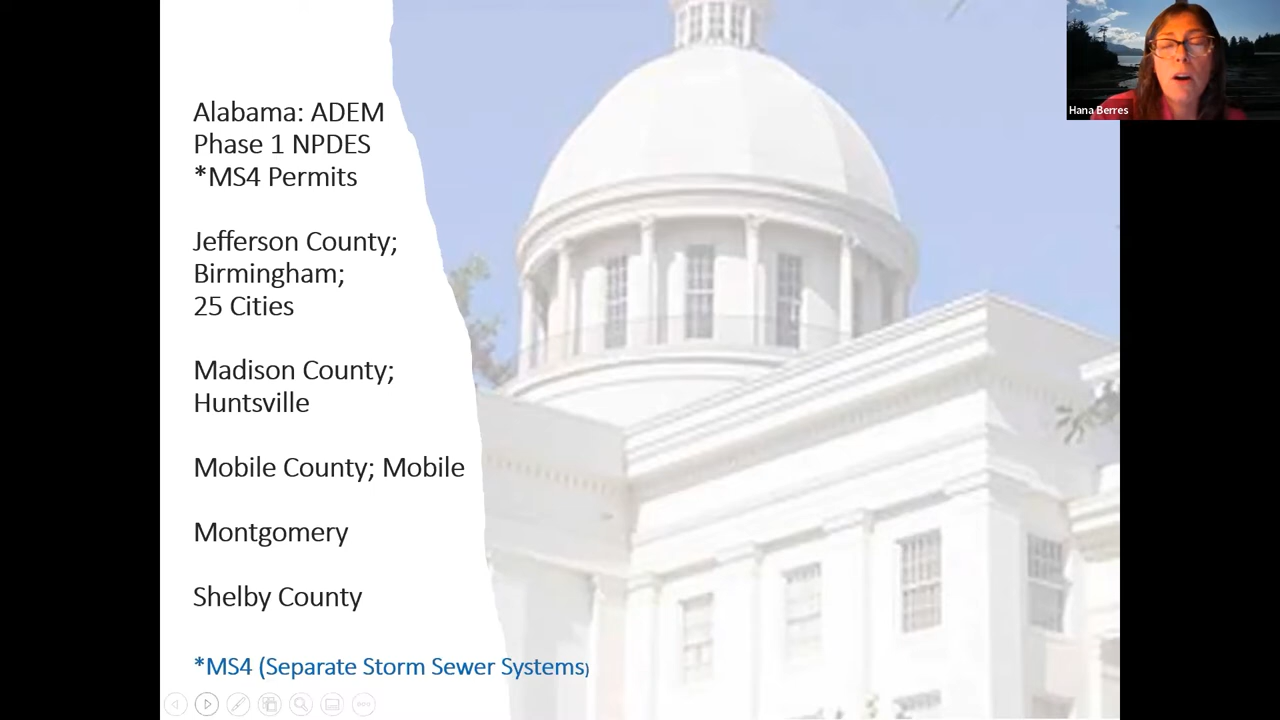 Alabama: ADEM
Phase 1 NPDES
*MS4 Permits
Jefferson County;
Birmingham;
25 Cities
Madison County;
Huntsville
Mobile County; Mobile
Montgomery
Shelby County
*MS4 (Separate Storm Sewer Systems)
Hana Berres